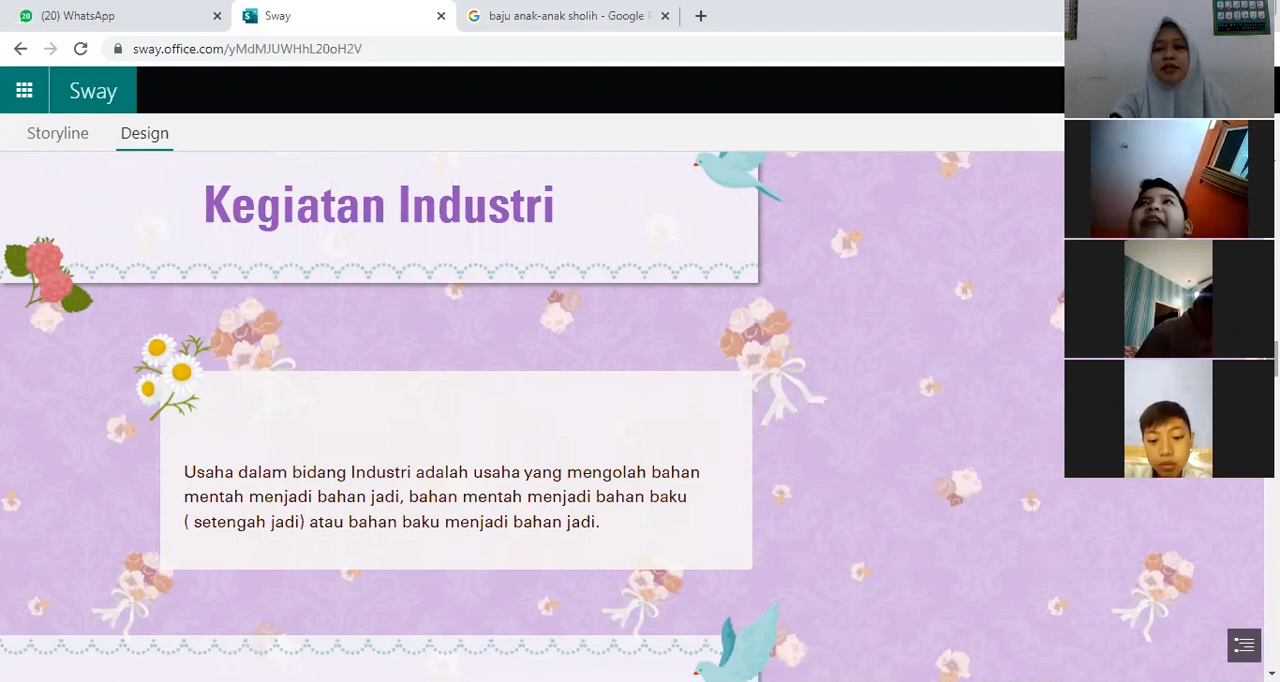 (20) WhatsApp
Sway
baju anak-anak sholih - Google
sway.office.com/yMdMJUWHhL20oH2V
Sway
Storyline
Design
Kegiatan Industri
Usaha dalam bidang Industri adalah usaha yang mengolah bahan
mentah menjadi bahan jadi, bahan mentah menjadi bahan baku
( setengah jadi) atau bahan baku menjadi bahan jadi.